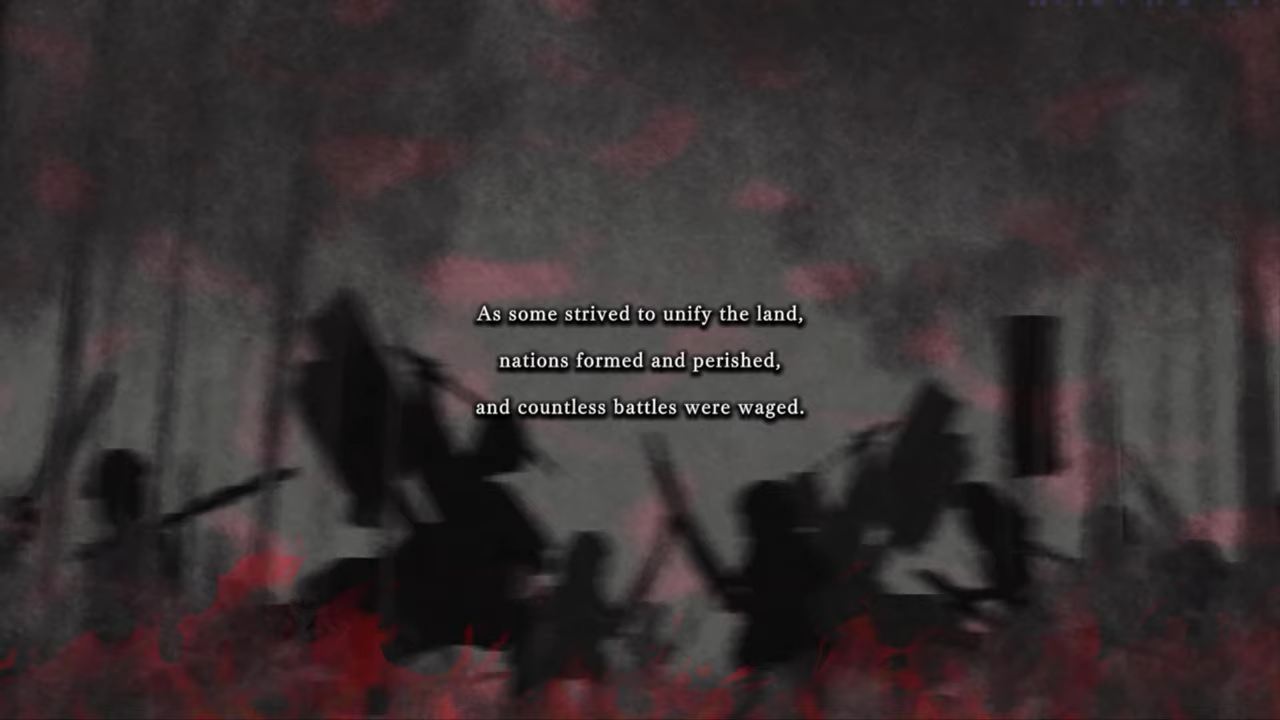 As some strived to unify the land,
nations formed and perished,
and countless battles were waged.